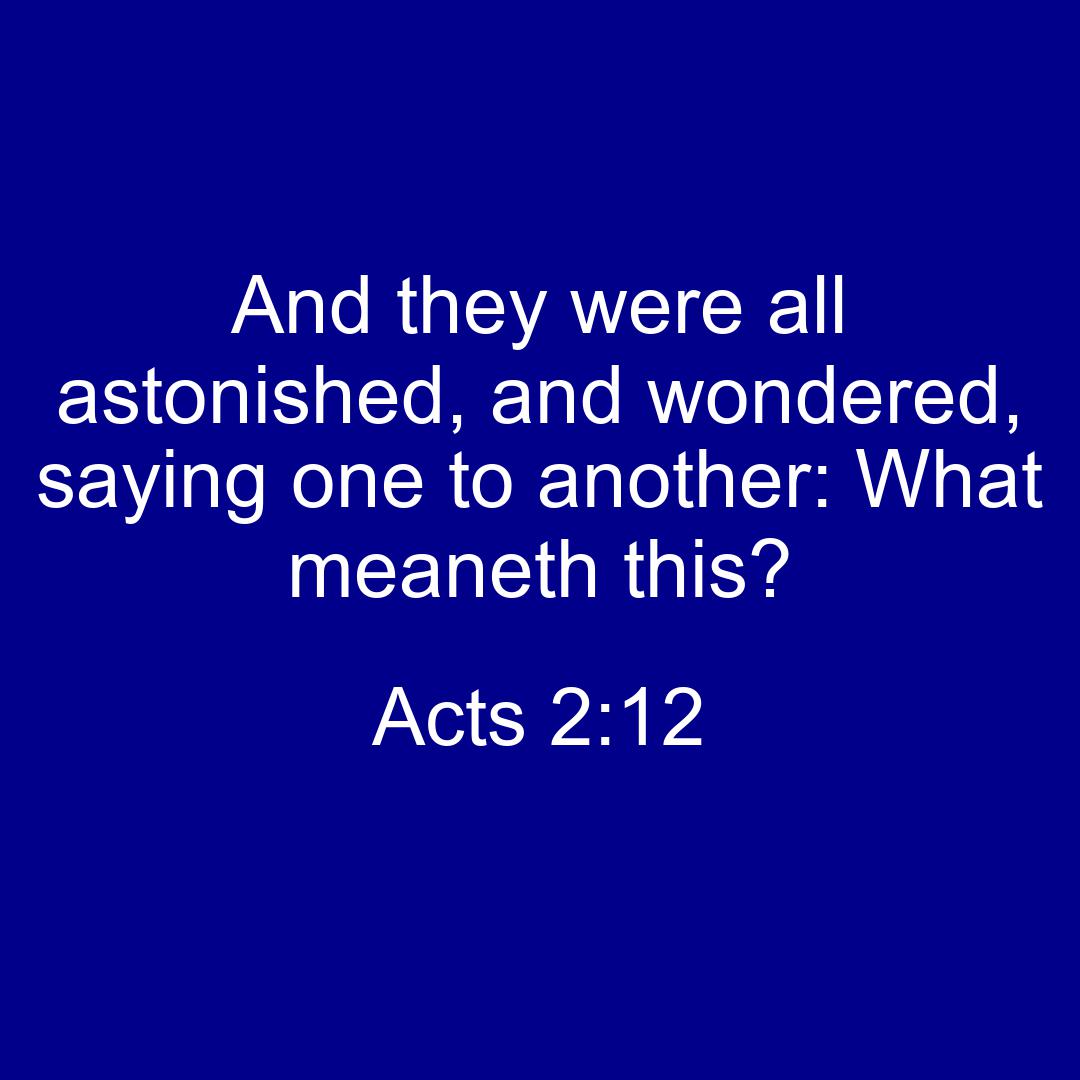 And they were all
astonished, and wondered,
saying one to another: What
meaneth this?
Acts 2:12